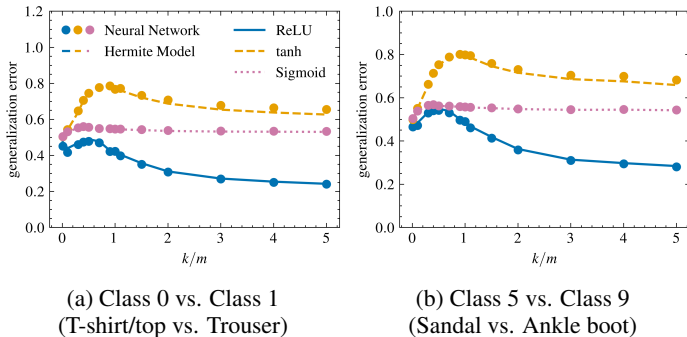 1.2
1.0
0.8
0.6
0.4
0.2
0.0
generalization error
Neural Network
Hermite Model
ReLU
tanh
Sigmoid
0 1 2 3 4 5
k/m
1.0
0.8
0.6
0.4
0.2
0.0
generalization error
0 1 2 3 4 5
k/m
(a) Class 0 vs. Class 1
(T-shirt/top vs. Trouser)
(b) Class 5 vs. Class 9
(Sandal vs. Ankle boot)